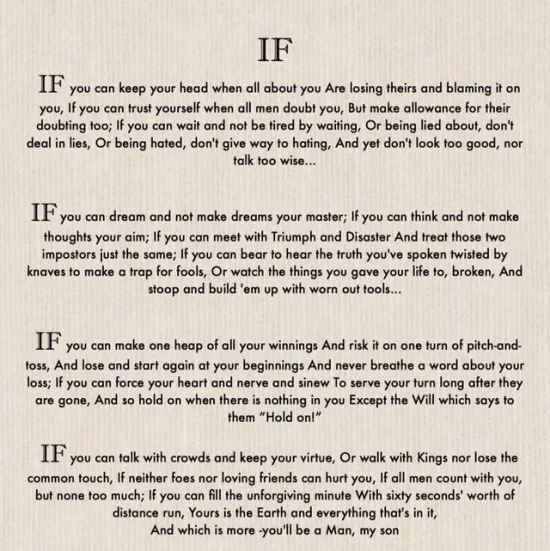 IF
IF you can keep your head when all about you Are losing theirs and blaming it on
you, If you can trust yourself when all men doubt you, But make allowance for their
doubting too; If you can wait and not be tired by waiting, Or being lied about, don't
deal in lies, Or being hated, don't give way to hating, And yet don't look too good, nor
talk too wise...
IF you can dream and not make dreams your master; If you can think and not make
thoughts your aim; If you can meet with Triumph and Disaster And treat those two
impostors just the same; If you can bear to hear the truth you've spoken twisted by
knaves to make a trap for fools, Or watch the things you gave your life to, broken, And
stoop and build 'em up with worn out tools...
IF you can make one heap of all your winnings And risk it on one turn of pitch-and-
toss, And lose and start again at your beginnings And never breathe a word about your
loss; If you can force your heart and nerve and sinew To serve your turn long after they
are gone, And so hold on when there is nothing in you Except the Will which says to
them “Hold on!”
IF you can talk with crowds and keep your virtue, Or walk with Kings nor lose the
common touch, If neither foes nor loving friends can hurt you, If all men count with you,
but none too much; If you can fill the unforgiving minute With sixty seconds' worth of
distance run, Yours is the Earth and everything that's in it,
And which is more -you'll be a Man, my son